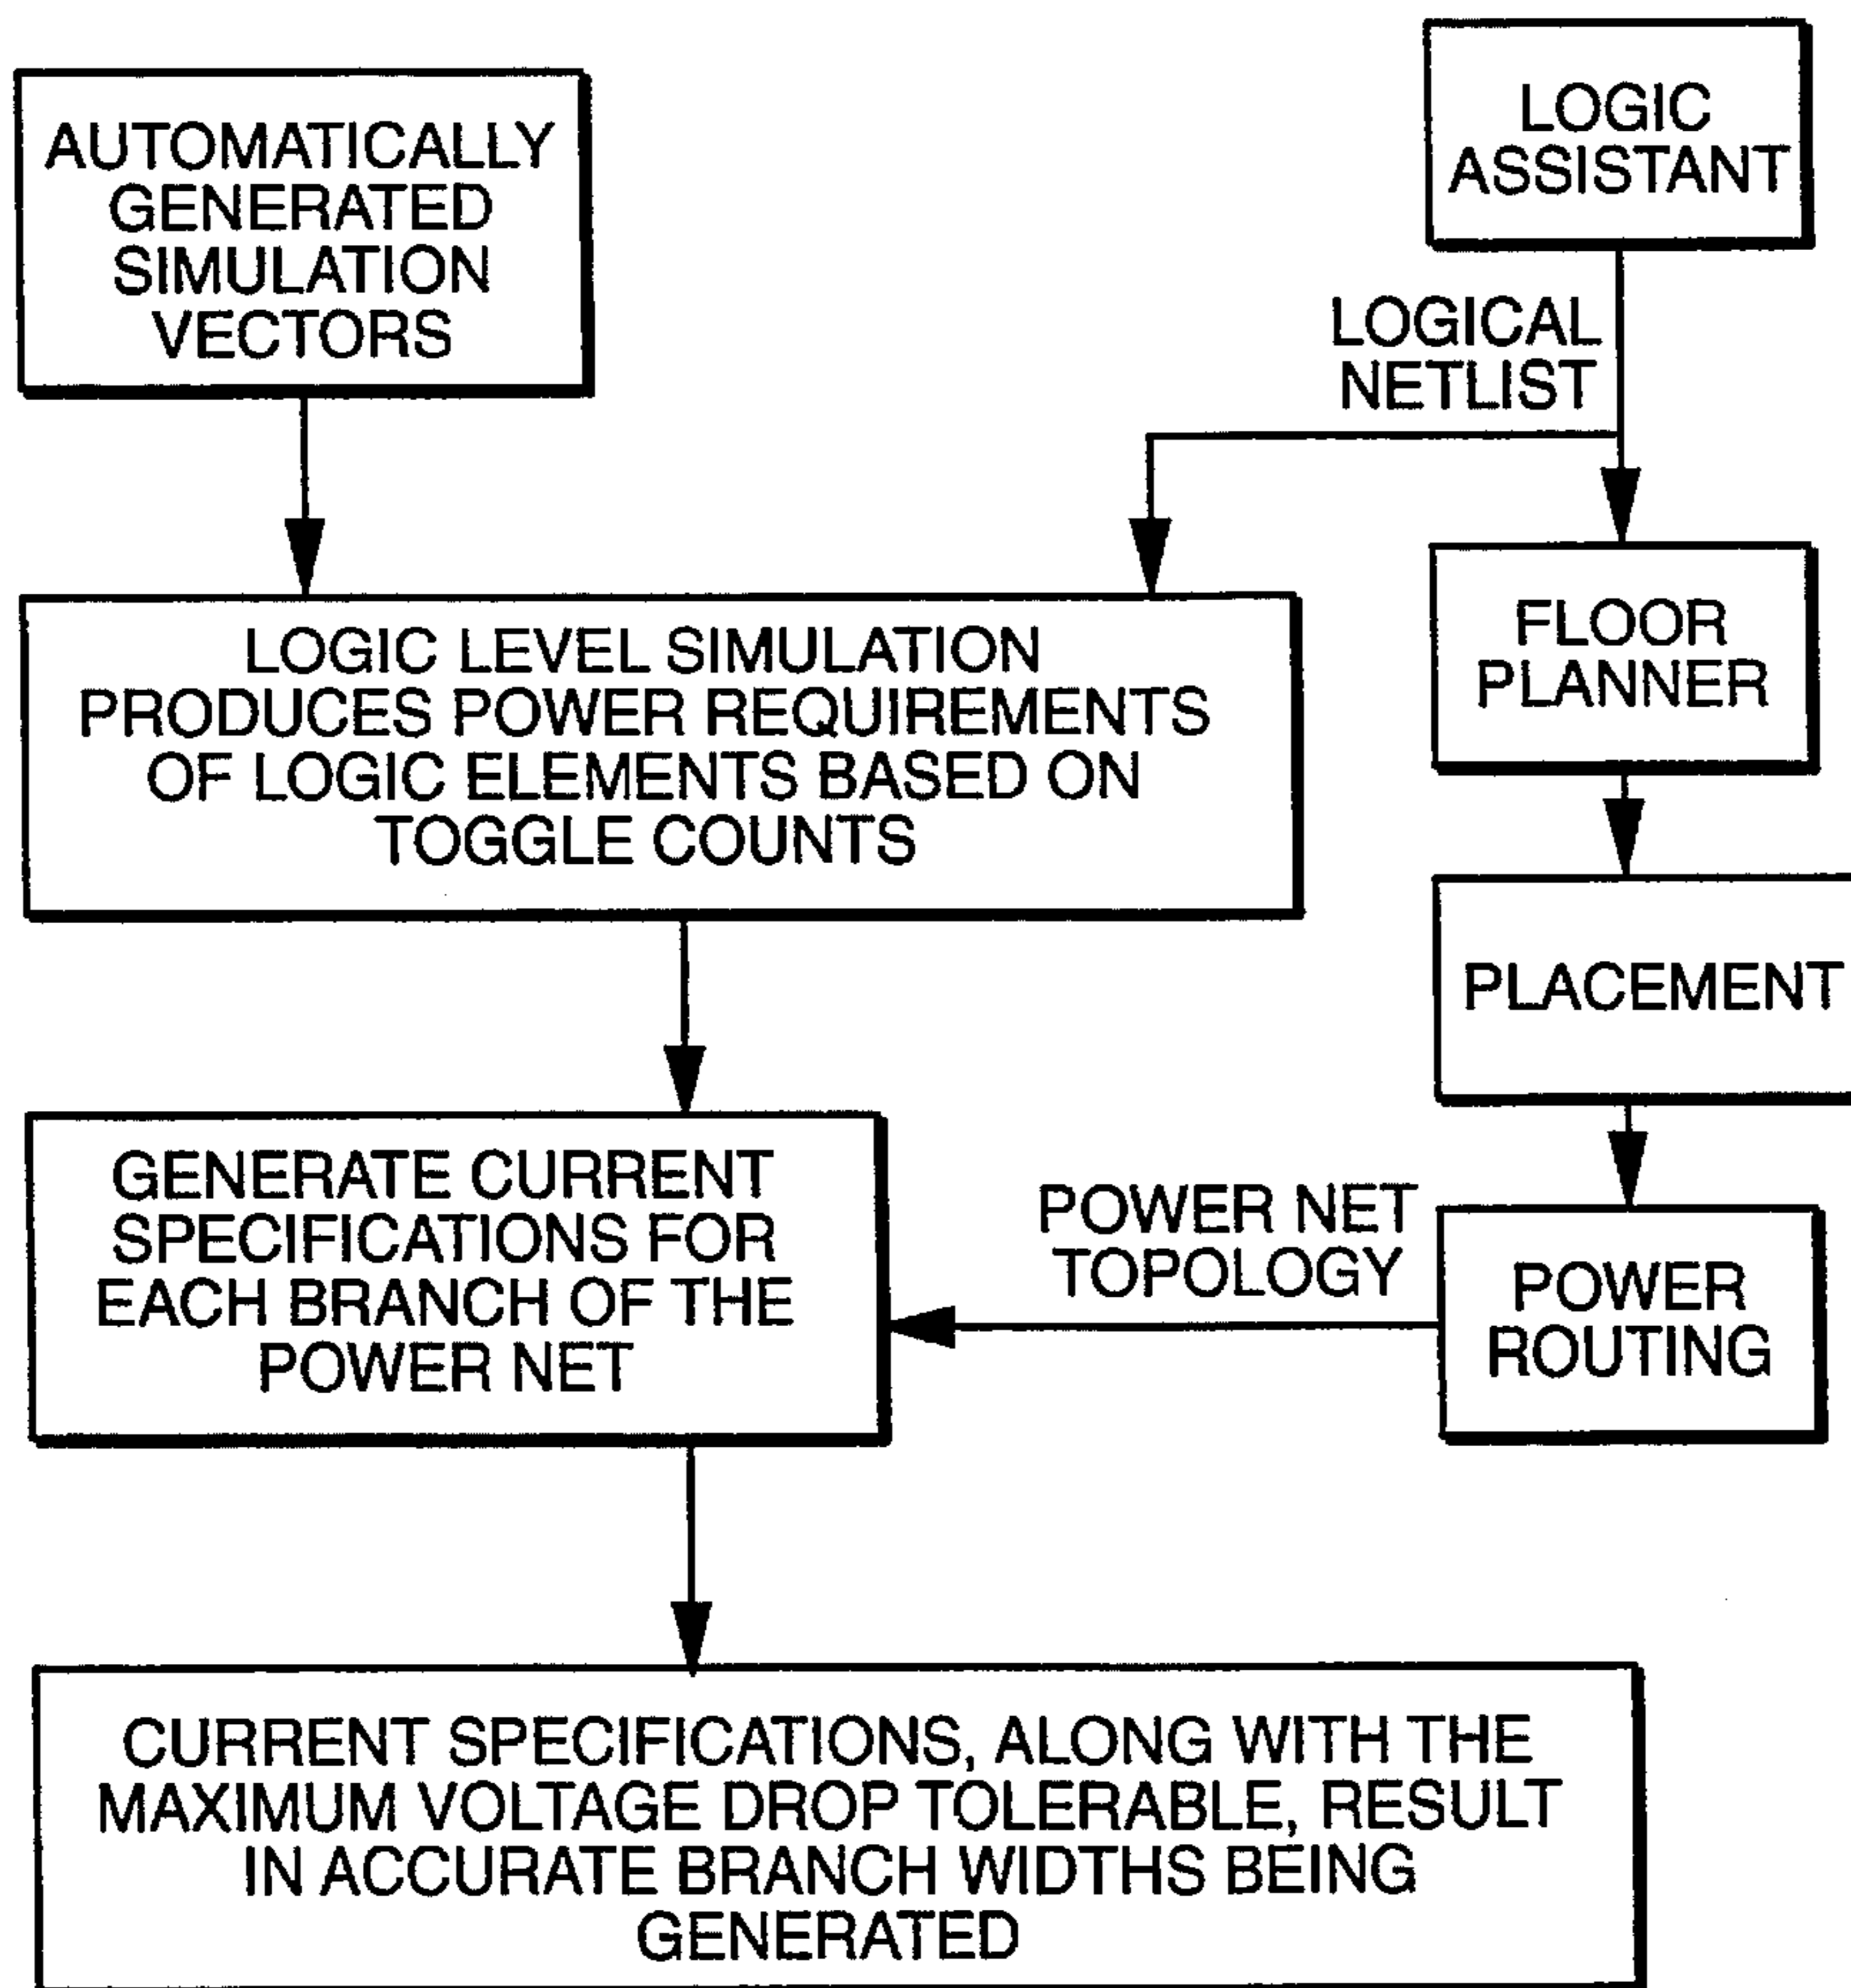 AUTOMATICALLY
GENERATED
SIMULATION
VECTORS
LOGIC
ASSISTANT
LOGICAL
NETLIST
LOGIC LEVEL SIMULATION
PRODUCES POWER REQUIREMENTS
OF LOGIC ELEMENTS BASED ON
TOGGLE COUNTS
FLOOR
PLANNER
PLACEMENT
GENERATE CURRENT
SPECIFICATIONS FOR
EACH BRANCH OF THE
POWER NET
POWER NET
TOPOLOGY
POWER
ROUTING
CURRENT SPECIFICATIONS, ALONG WITH THE
MAXIMUM VOLTAGE DROP TOLERABLE, RESULT
IN ACCURATE BRANCH WIDTHS BEING
GENERATED